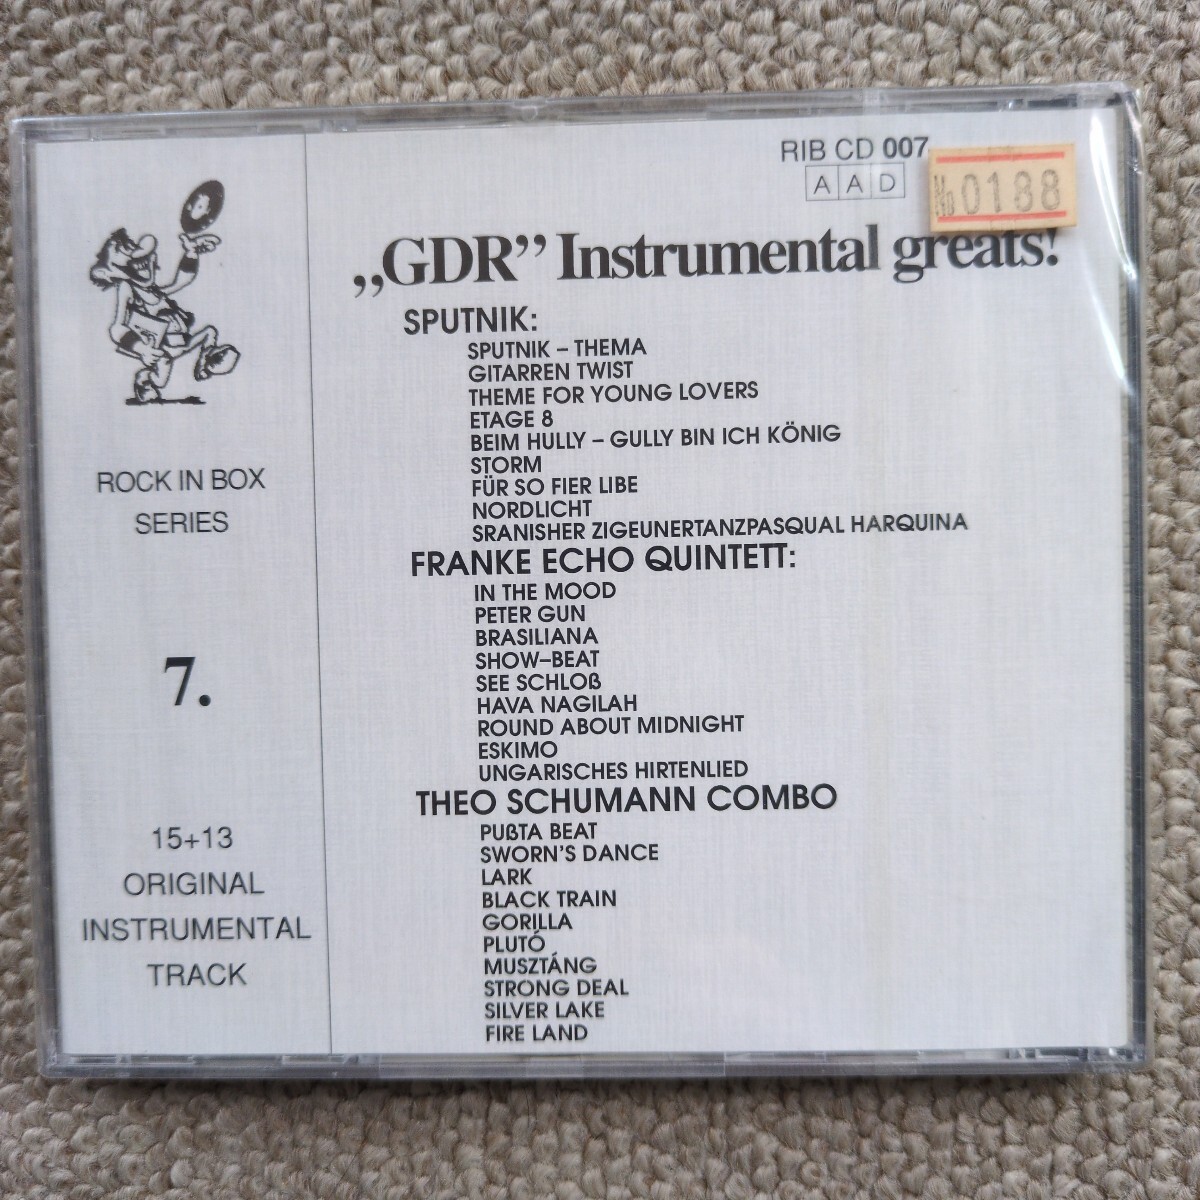 RIB CD 007
A A D
№ 0188
„GDR” Instrumental greats!
SPUTNIK:
SPUTNIK – THEMA
GITARREN TWIST
THEME FOR YOUNG LOVERS
ETAGE 8
BEIM HULLY – GULLY BIN ICH KÖNIG
STORM
FÜR SO FIER LIBE
NORDLICHT
SRANISHER ZIGEUNERTANZPASQUAL HARQUINA
FRANKE ECHO QUINTETT:
IN THE MOOD
PETER GUN
BRASILIANA
SHOW–BEAT
SEE SCHLOß
HAVA NAGILAH
ROUND ABOUT MIDNIGHT
ESKIMO
UNGARISCHES HIRTENLIED
THEO SCHUMANN COMBO
PUßTA BEAT
SWORN'S DANCE
LARK
BLACK TRAIN
GORILLA
PLUTÓ
MUSZTÁNG
STRONG DEAL
SILVER LAKE
FIRE LAND
ROCK IN BOX
SERIES
7.
15+13
ORIGINAL
INSTRUMENTAL
TRACK